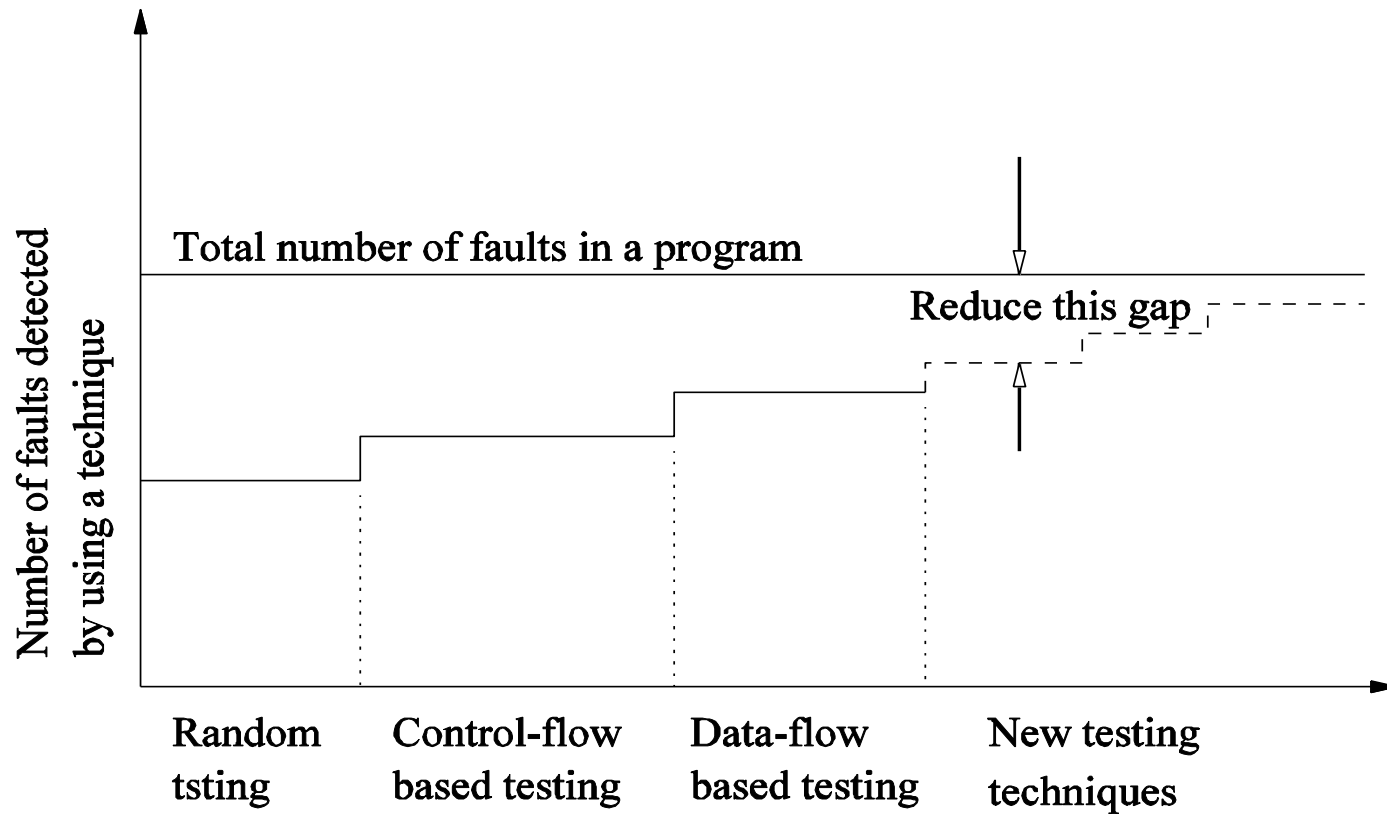 Number of faults detected
by using a technique
Total number of faults in a program
Reduce this gap
Random
tsting
Control-flow
based testing
Data-flow
based testing
New testing
techniques